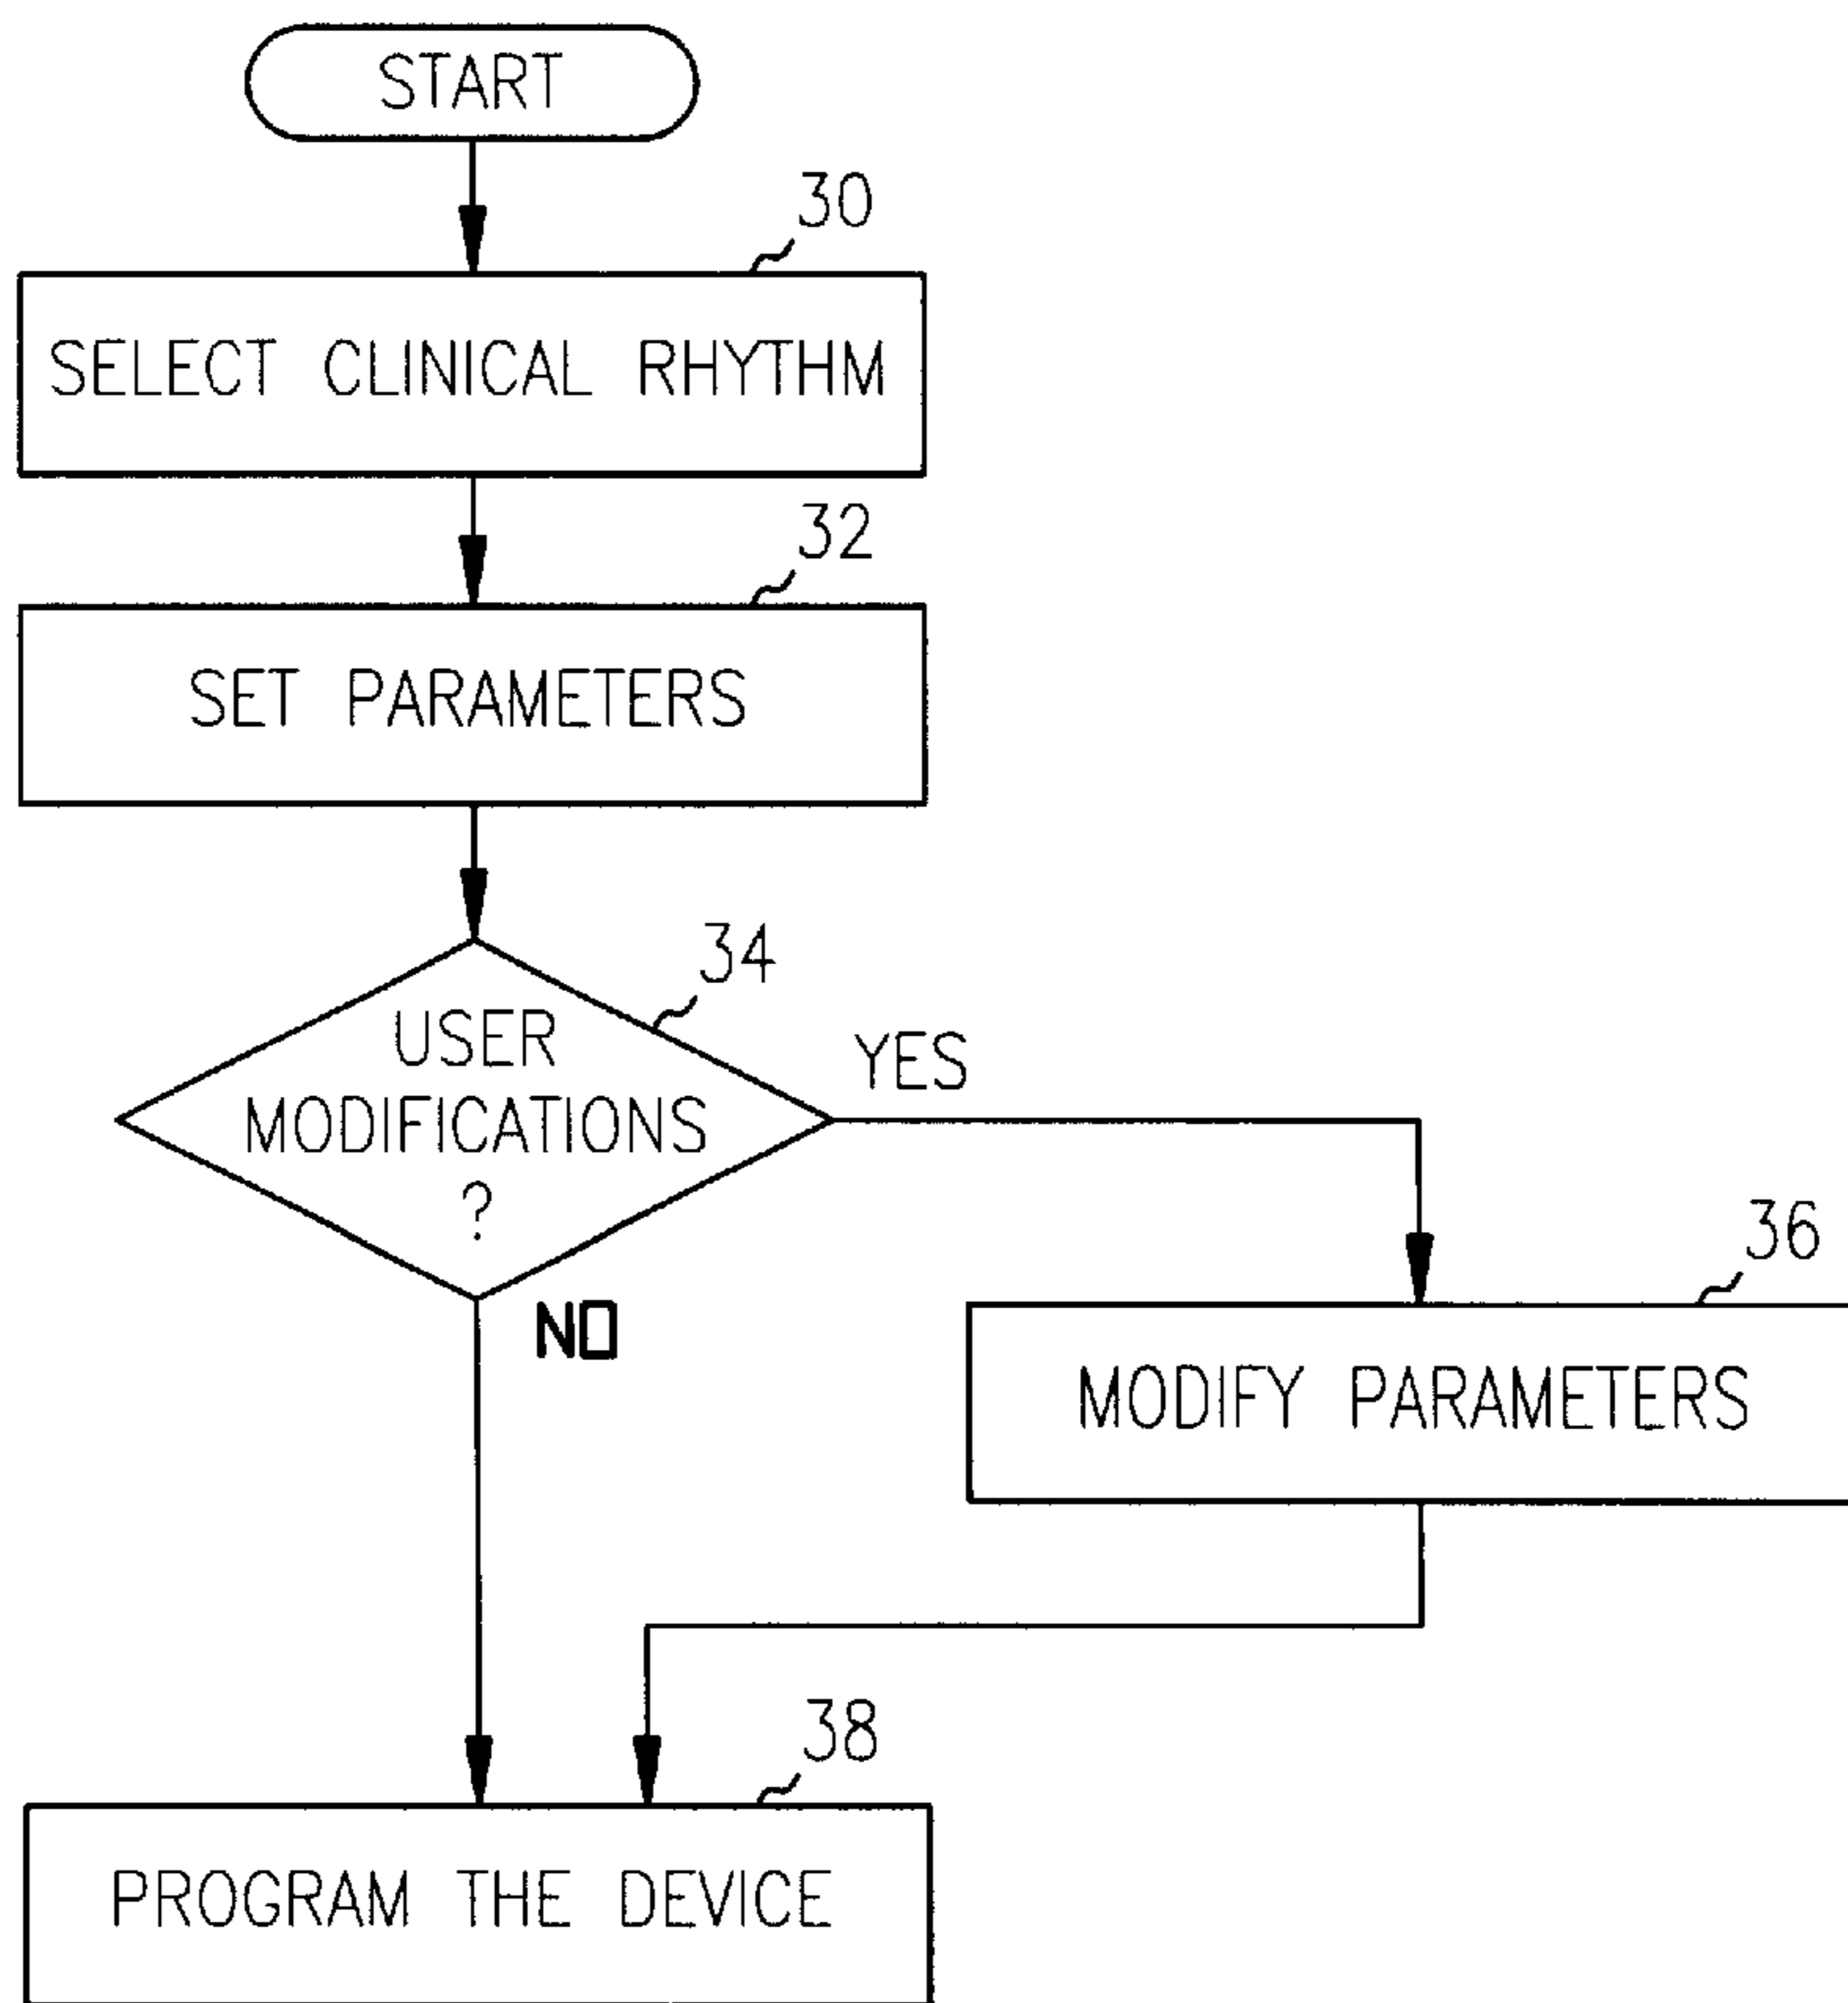 START
30
SELECT CLINICAL RHYTHM
32
SET PARAMETERS
34
USER
MODIFICATIONS
?
YES
NO
36
MODIFY PARAMETERS
38
PROGRAM THE DEVICE